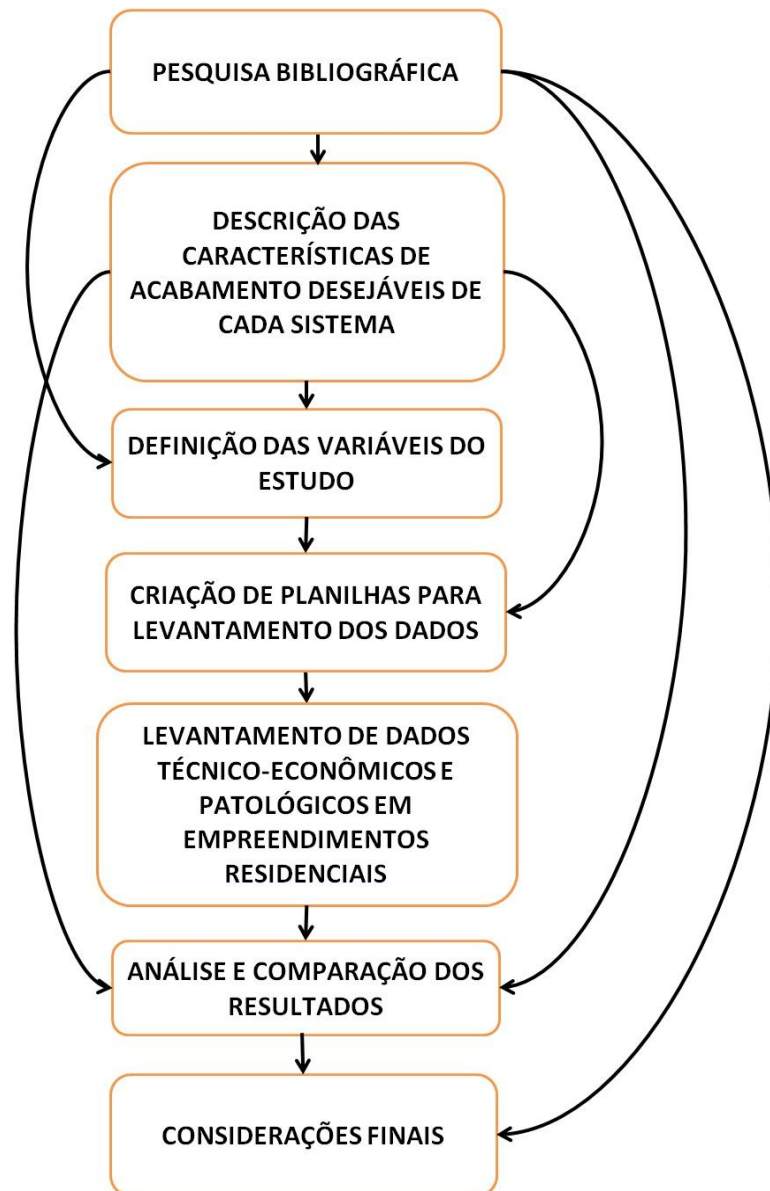 PESQUISA BIBLIOGRÁFICA
DESCRIÇÃO DAS
CARACTERÍSTICAS DE
ACABAMENTO DESEJÁVEIS DE
CADA SISTEMA
DEFINIÇÃO DAS VARIÁVEIS DO
ESTUDO
CRIAÇÃO DE PLANILHAS PARA
LEVANTAMENTO DOS DADOS
LEVANTAMENTO DE DADOS
TÉCNICO-ECONÔMICOS E
PATOLÓGICOS EM
EMPREENDIMENTOS
RESIDENCIAIS
ANÁLISE E COMPARAÇÃO DOS
RESULTADOS
CONSIDERAÇÕES FINAIS